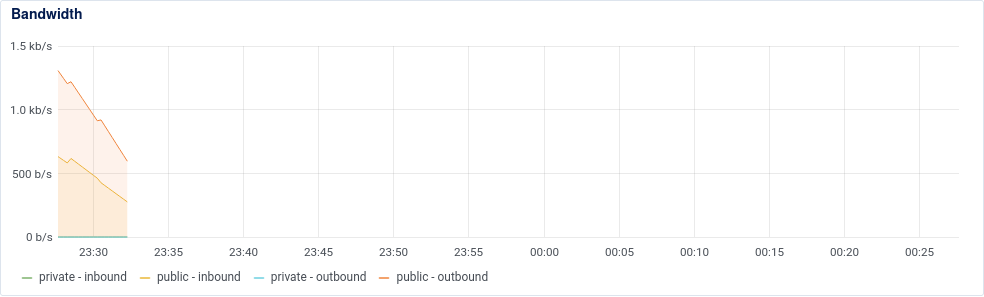 Bandwidth
1.5 kb/s
1.0 kb/s
500 b/s
0 b/s
23:30 23:35 23:40 23:45 23:50 23:55 00:00 00:05 00:10 00:15 00:20 00:25
private - inbound public - inbound private - outbound public - outbound